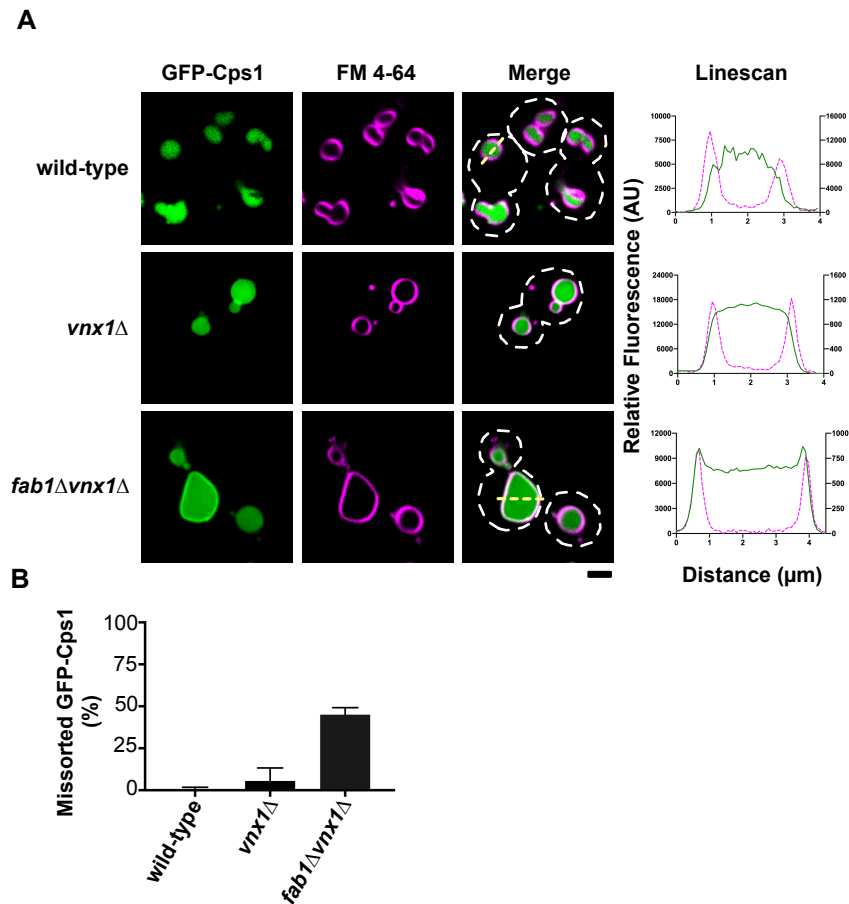 A
GFP-Cps1 FM 4-64 Merge Linescan
wild-type
vnx1Δ
fab1Δvnx1Δ
Relative Fluorescence (AU)
10000 16000
7500 12000
5000 8000
2500 4000
0 0
0 1 2 3 4
24000 1600
18000 1200
12000 800
6000 400
0 0
0 1 2 3 4
12000 1000
9000 750
6000 500
3000 250
0 0
0 1 2 3 4
Distance (µm)
B
Missorted GFP-Cps1
(%)
100
75
50
25
0
wild-type
vnx1Δ
fab1Δvnx1Δ